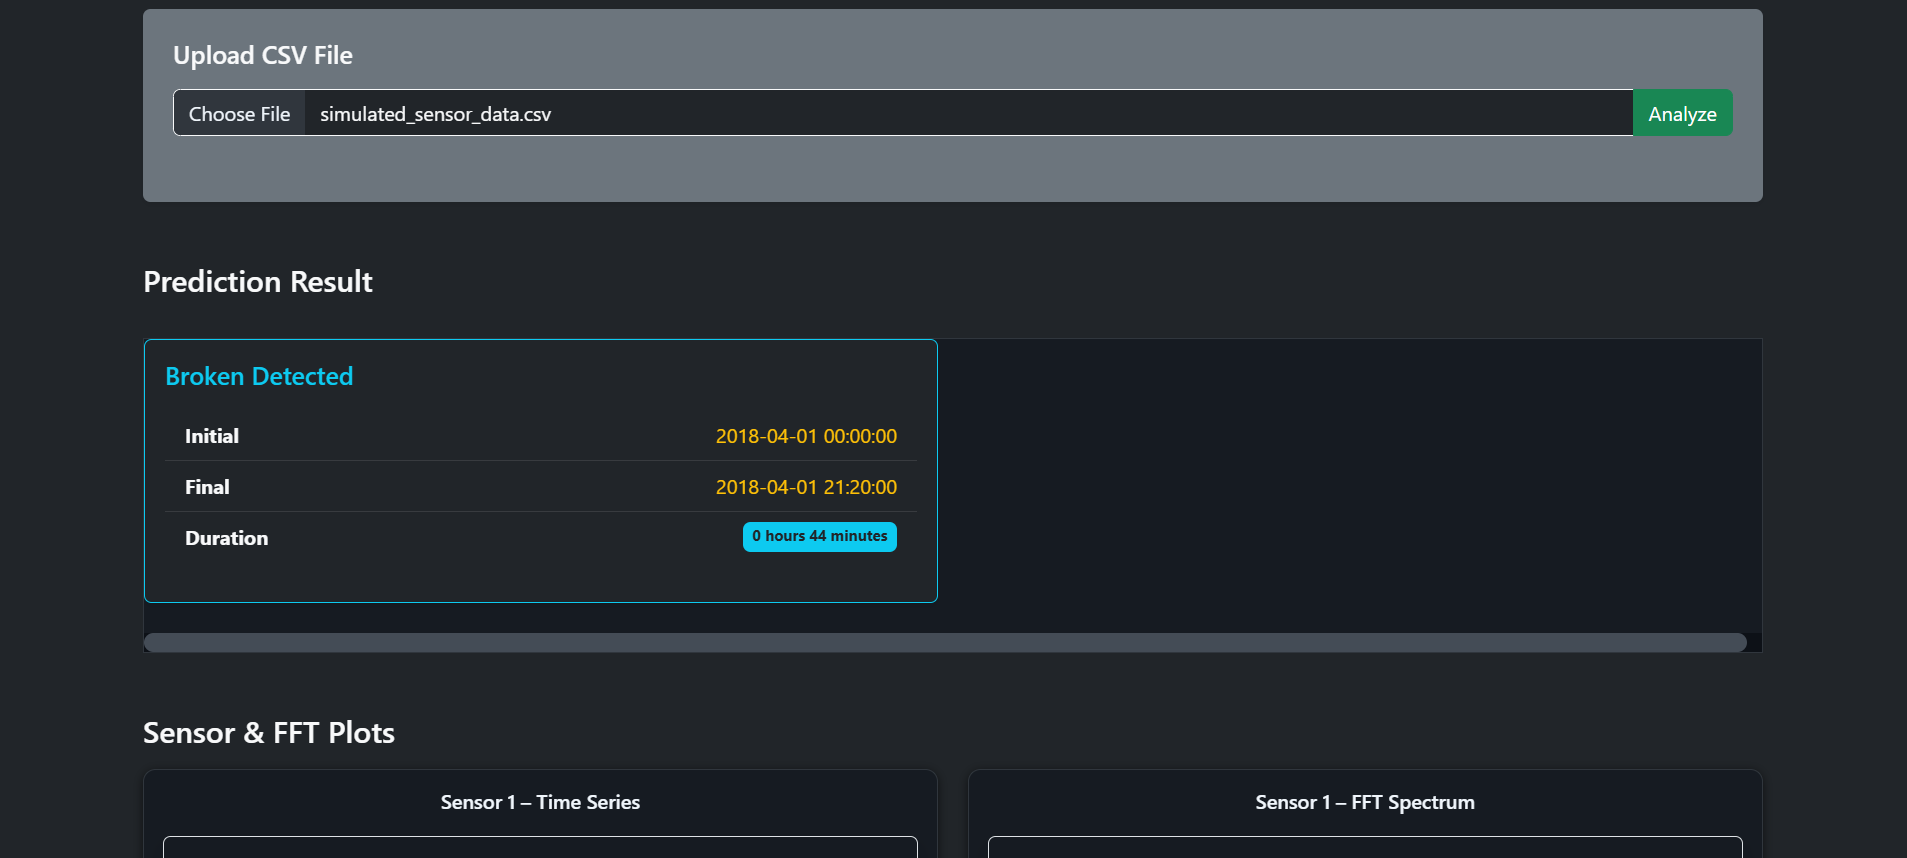 Upload CSV File
Choose File simulated_sensor_data.csv Analyze
Prediction Result
Broken Detected
Initial 2018-04-01 00:00:00
Final 2018-04-01 21:20:00
Duration 0 hours 44 minutes
Sensor & FFT Plots
Sensor 1 – Time Series
Sensor 1 – FFT Spectrum